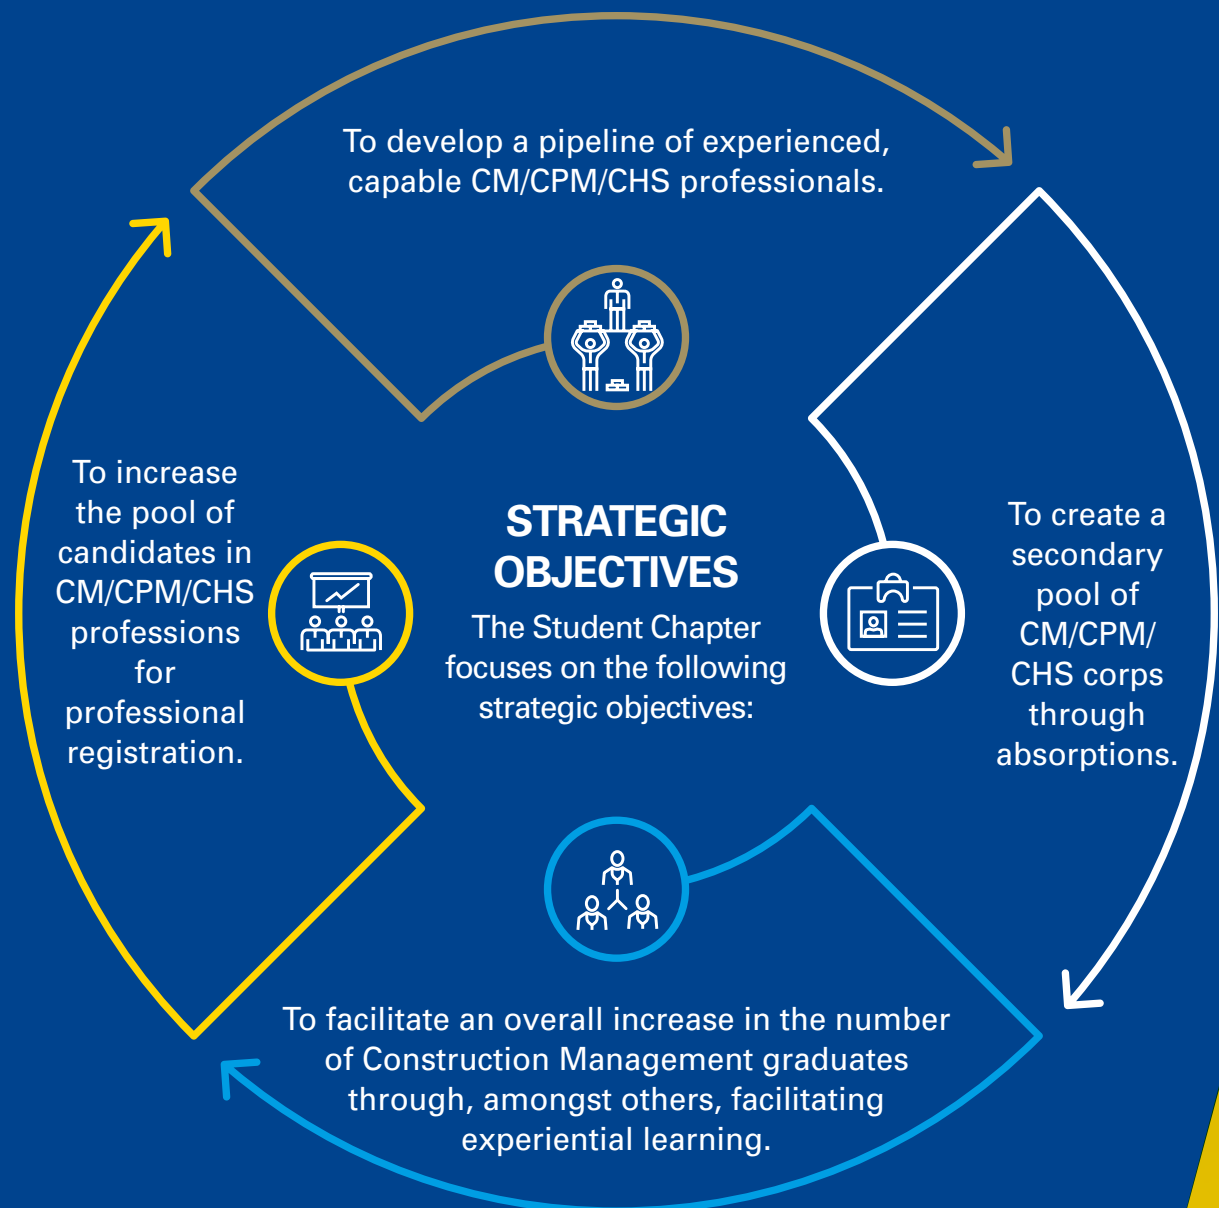 To develop a pipeline of experienced,
capable CM/CPM/CHS professionals.
To increase
the pool of
candidates in
CM/CPM/CHS
professions
for
professional
registration.
STRATEGIC
OBJECTIVES
The Student Chapter
focuses on the following
strategic objectives:
To create a
secondary
pool of
CM/CPM/
CHS corps
through
absorptions.
To facilitate an overall increase in the number
of Construction Management graduates
through, amongst others, facilitating
experiential learning.